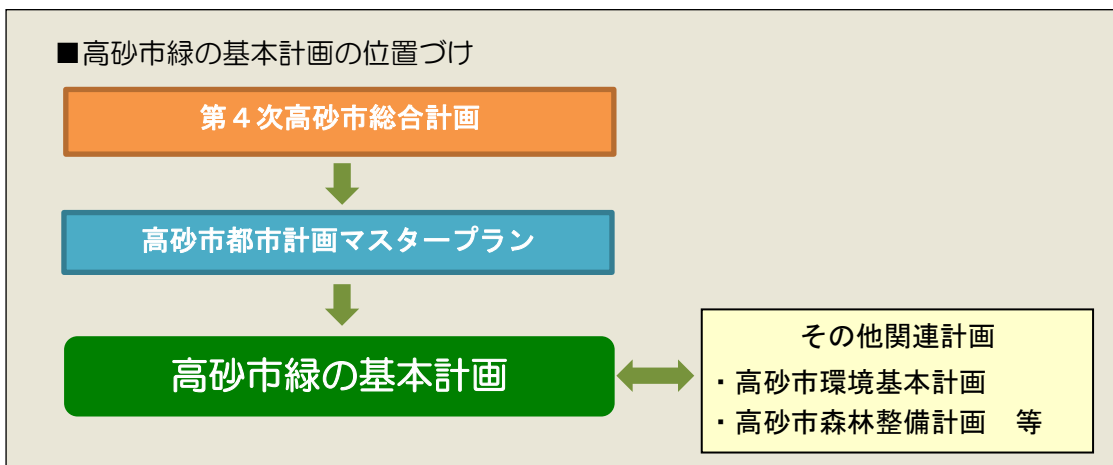 ■高砂市緑の基本計画の位置づけ
第４次高砂市総合計画
高砂市都市計画マスタープラン
高砂市緑の基本計画
その他関連計画
・高砂市環境基本計画
・高砂市森林整備計画　等